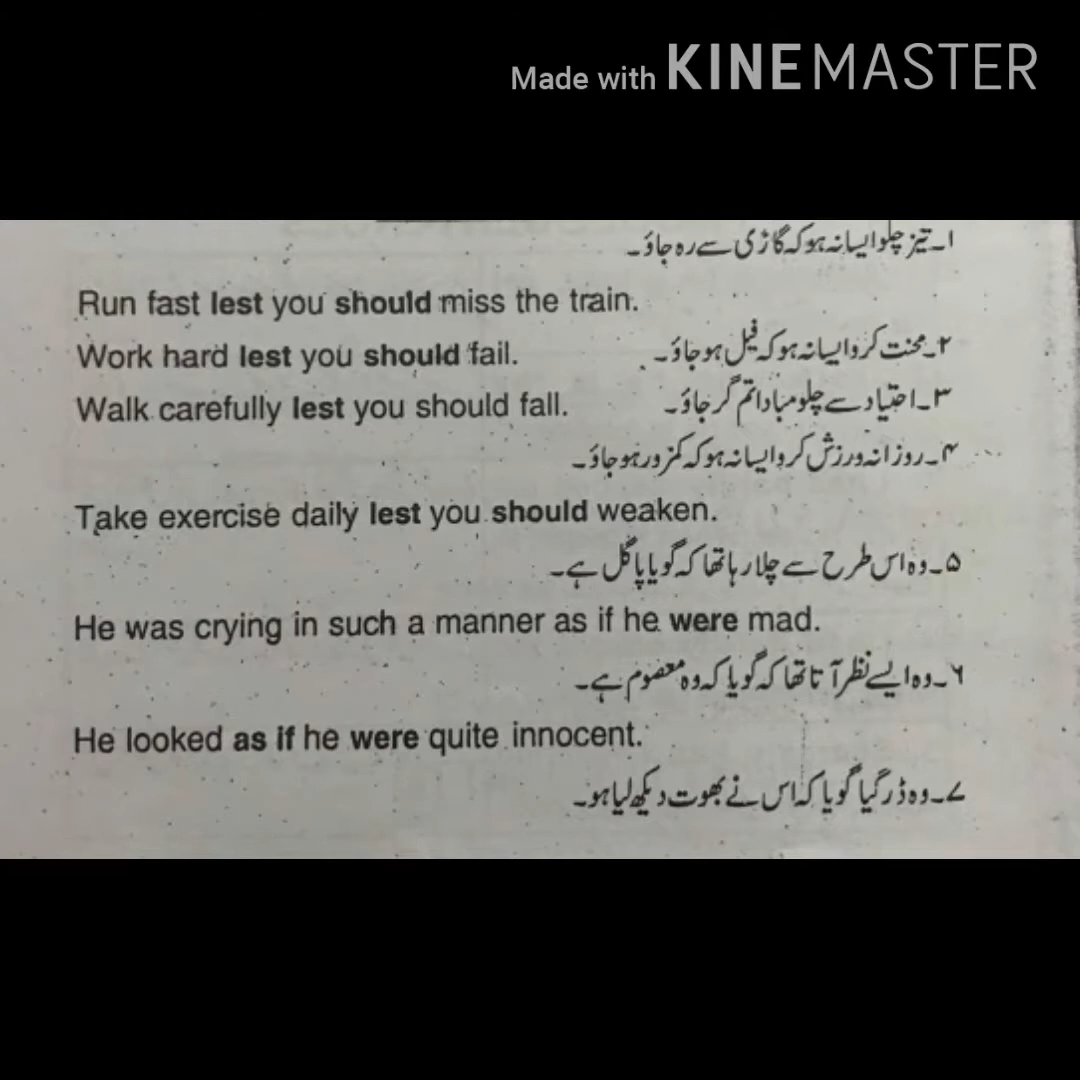 Made with KINEMASTER
۱۔ تیز چلو ایسا نہ ہو کہ گاڑی سے رہ جاؤ۔
Run fast lest you should miss the train.
۲۔ محنت کرو ایسا نہ ہو کہ فیل ہو جاؤ۔
Work hard lest you should fail.
۳۔ احتیاد سے چلو مبادا تم گر جاؤ۔
Walk carefully lest you should fall.
۴۔ روزانہ ورزش کرو ایسا نہ ہو کہ کمزور ہو جاؤ۔
Take exercise daily lest you should weaken.
۵۔ وہ اس طرح سے چلا رہا تھا کہ گویا پاگل ہے۔
He was crying in such a manner as if he were mad.
۶۔ وہ ایسے نظر آتا تھا کہ گویا کہ وہ معصوم ہے۔
He looked as if he were quite innocent.
۷۔ وہ ڈر گیا گویا کہ اس نے بھوت دیکھ لیا ہو۔